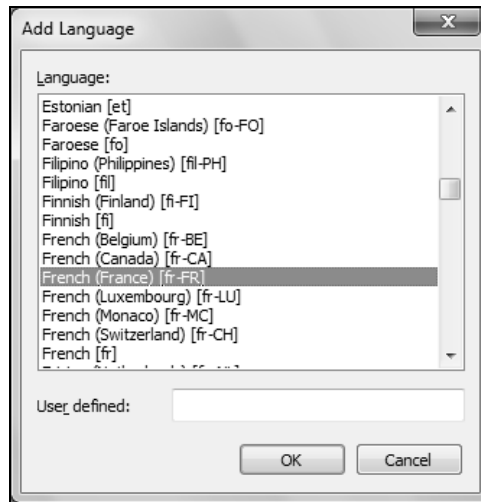 Add Language
x
Language:
Estonian [et]
Faroese (Faroe Islands) [fo-FO]
Faroese [fo]
Filipino (Philippines) [fil-PH]
Filipino [fil]
Finnish (Finland) [fi-FI]
Finnish [fi]
French (Belgium) [fr-BE]
French (Canada) [fr-CA]
French (France) [fr-FR]
French (Luxembourg) [fr-LU]
French (Monaco) [fr-MC]
French (Switzerland) [fr-CH]
French [fr]
User defined:
OK Cancel